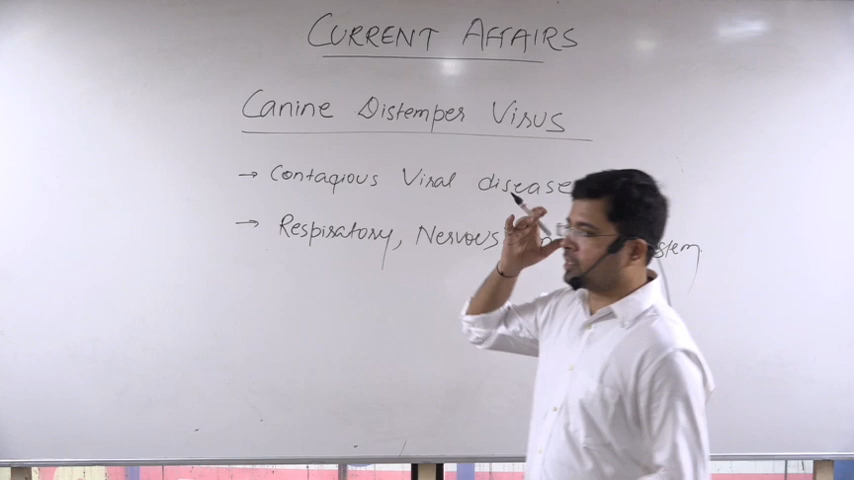 CURRENT AFFAIRS
Canine Distemper Virus
→ Contagious Viral disease
→ Respiratory, Nervous